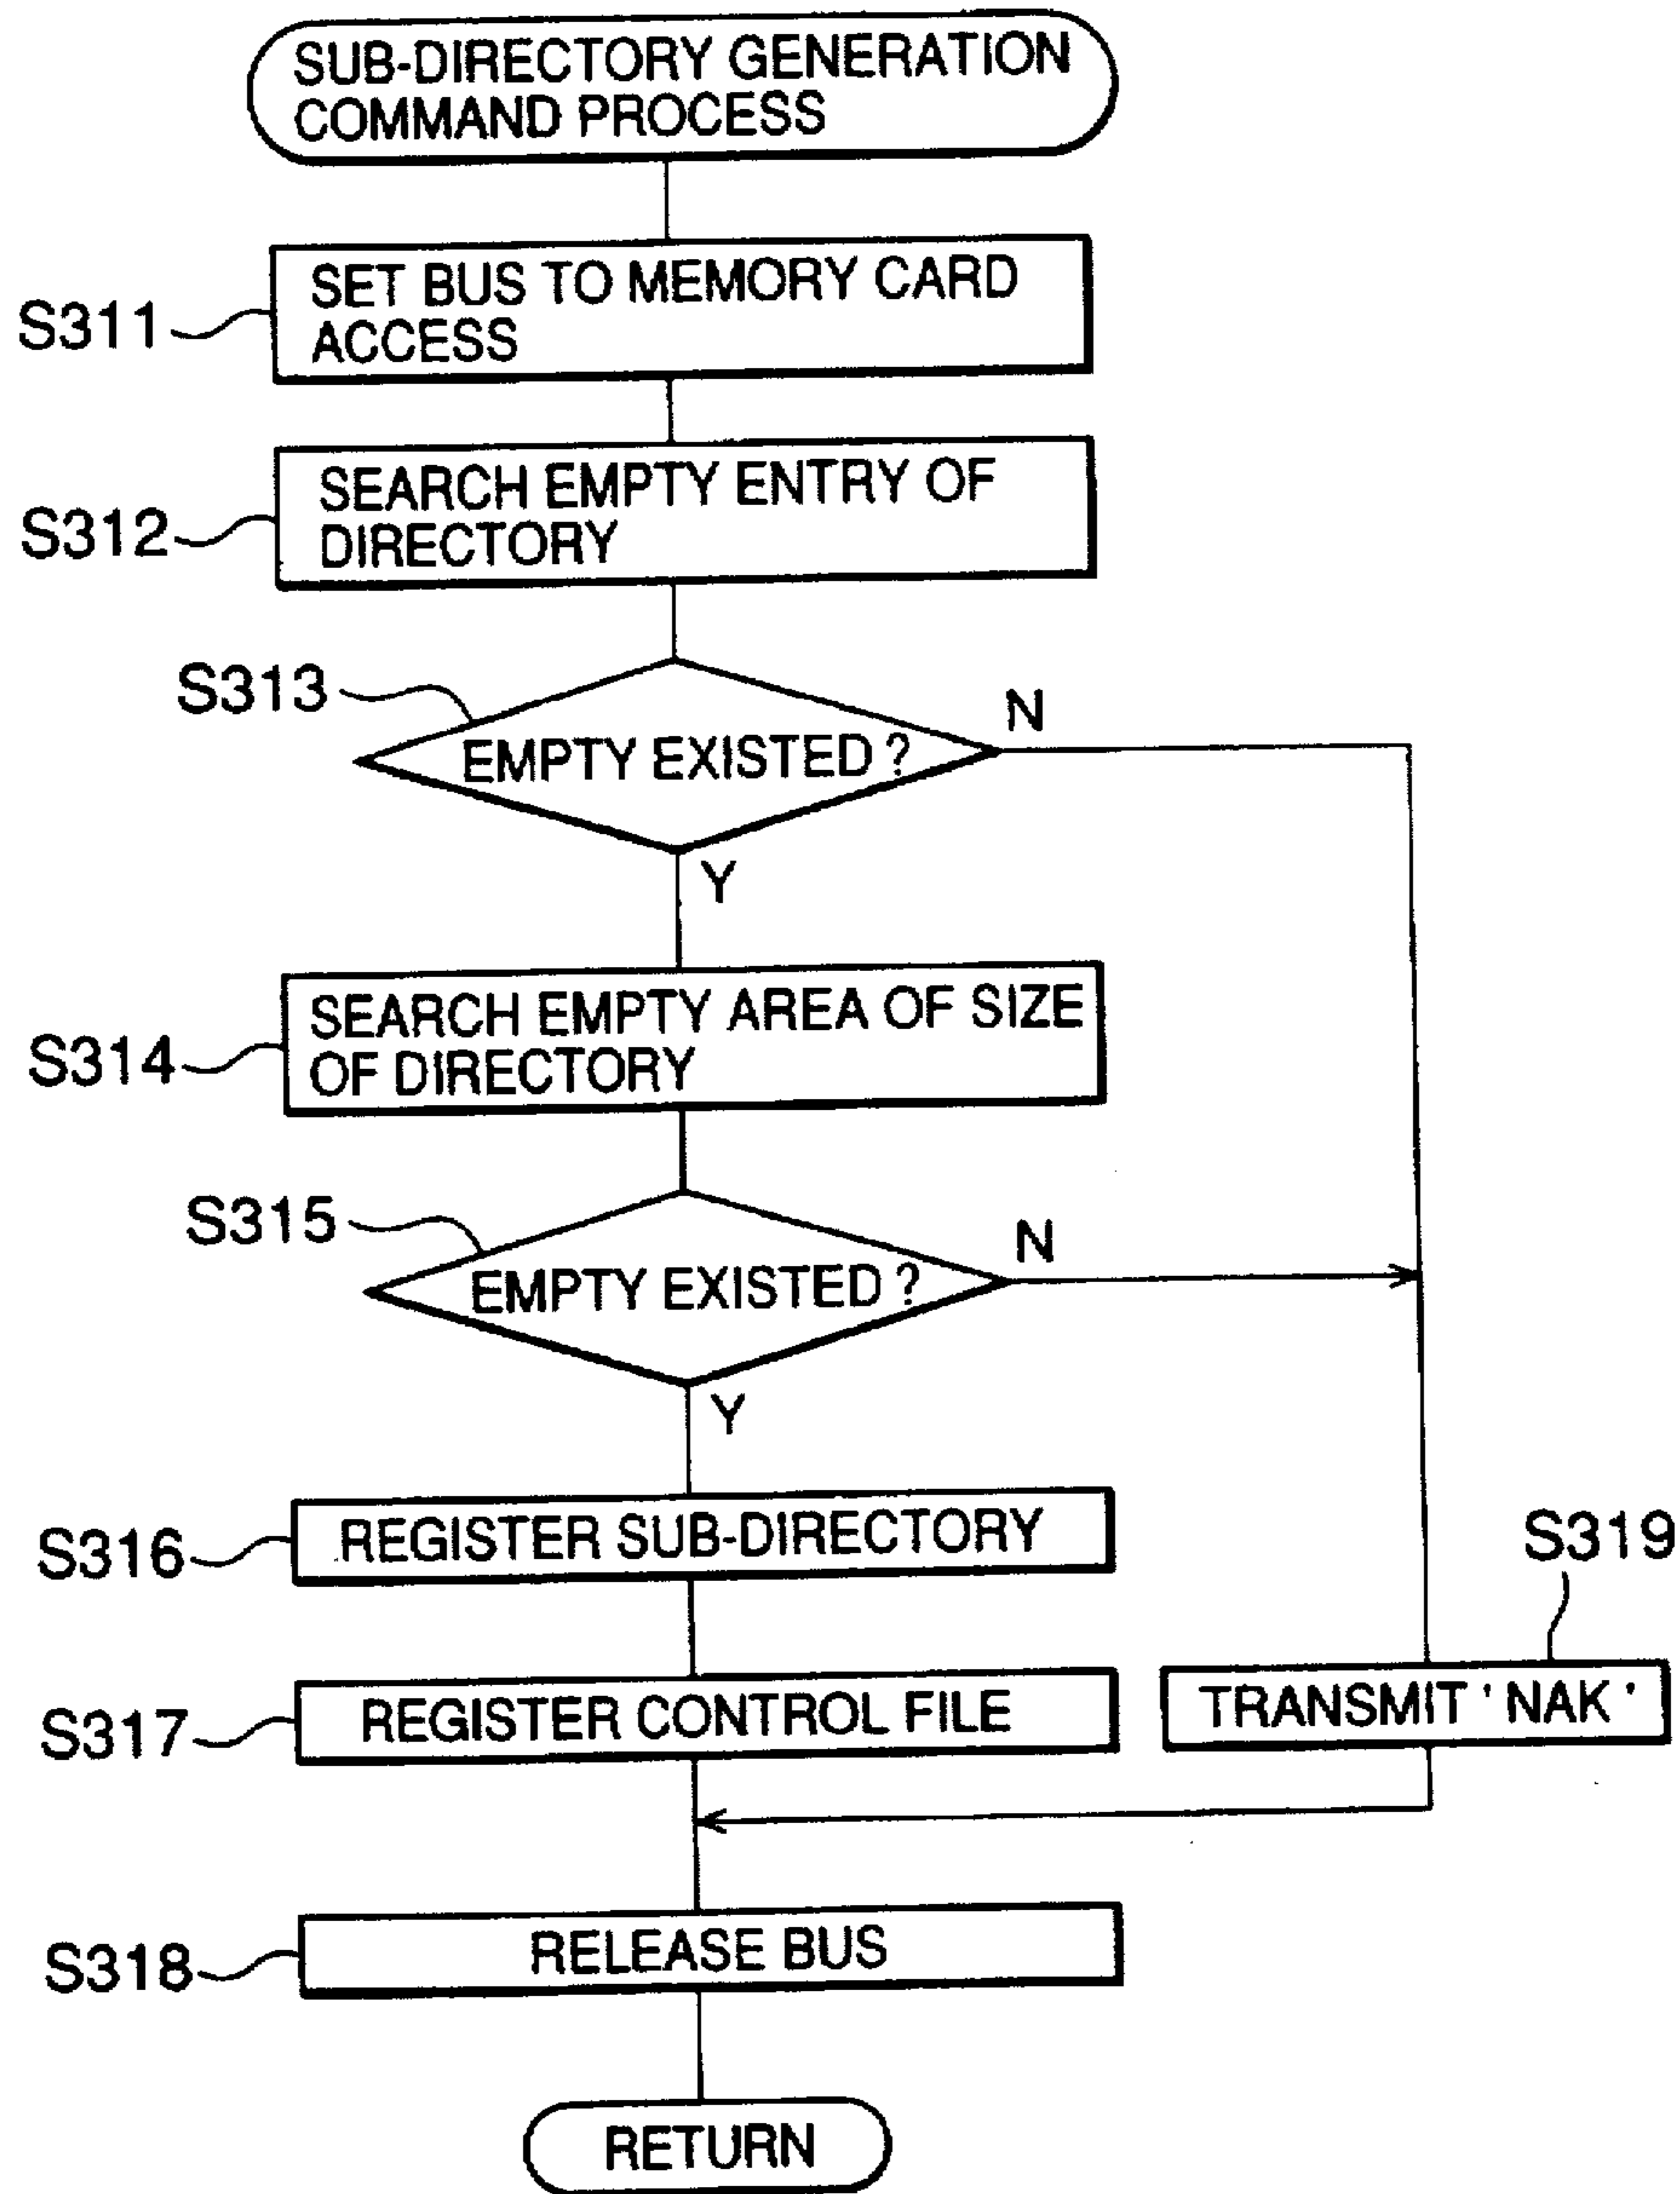 SUB-DIRECTORY GENERATION
COMMAND PROCESS
S311
SET BUS TO MEMORY CARD
ACCESS
S312
SEARCH EMPTY ENTRY OF
DIRECTORY
S313
EMPTY EXISTED ?
N
Y
S314
SEARCH EMPTY AREA OF SIZE
OF DIRECTORY
S315
EMPTY EXISTED ?
N
Y
S316
REGISTER SUB-DIRECTORY
S319
S317
REGISTER CONTROL FILE
TRANSMIT ' NAK '
S318
RELEASE BUS
RETURN